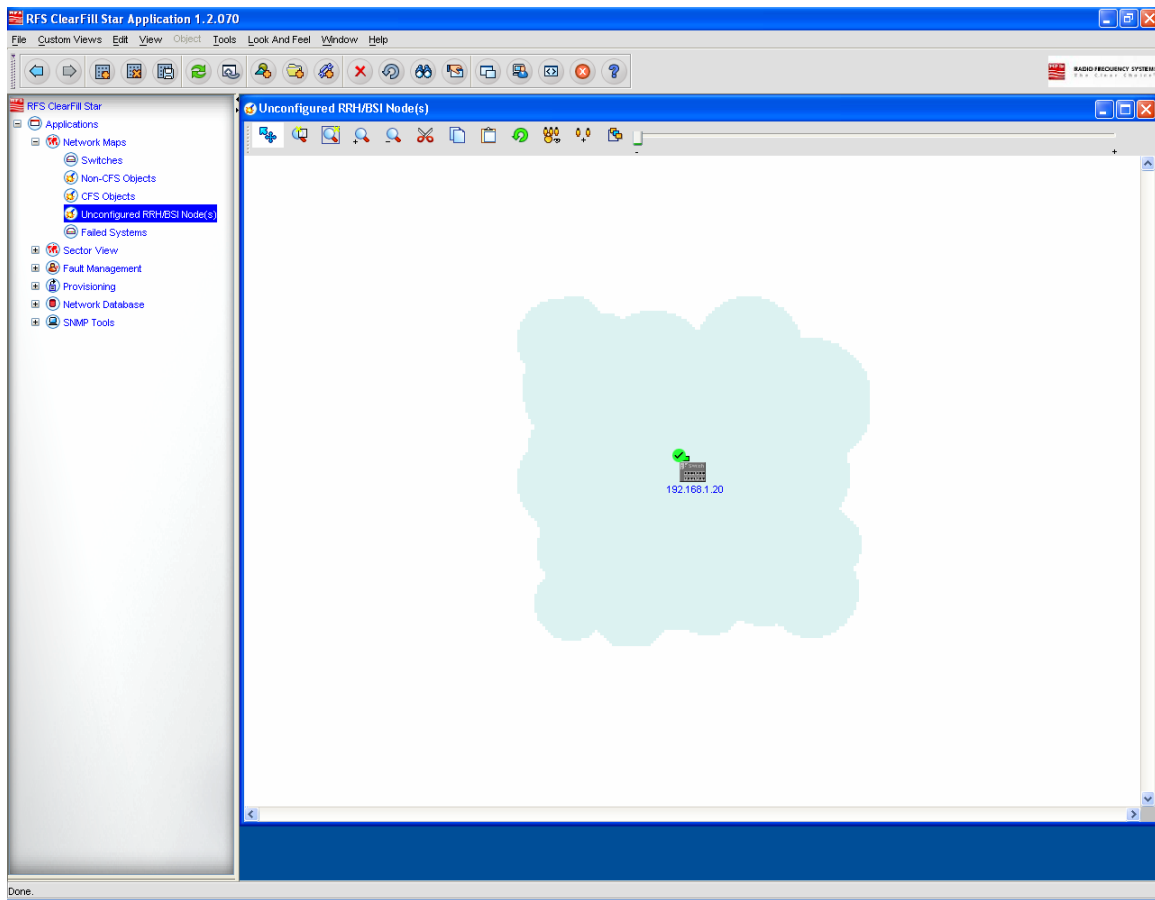 RFS ClearFill Star Application 1.2.070
File Custom Views Edit View Object Tools Look And Feel Window Help
RADIO FREQUENCY SYSTEMS
The Clear Choice
RFS ClearFill Star
Applications
Network Maps
Switches
Non-CFS Objects
CFS Objects
Unconfigured RRH/BSI Node(s)
Failed Systems
Sector View
Fault Management
Provisioning
Network Database
SNMP Tools
Unconfigured RRH/BSI Node(s)
- +
192.168.1.20
Done.